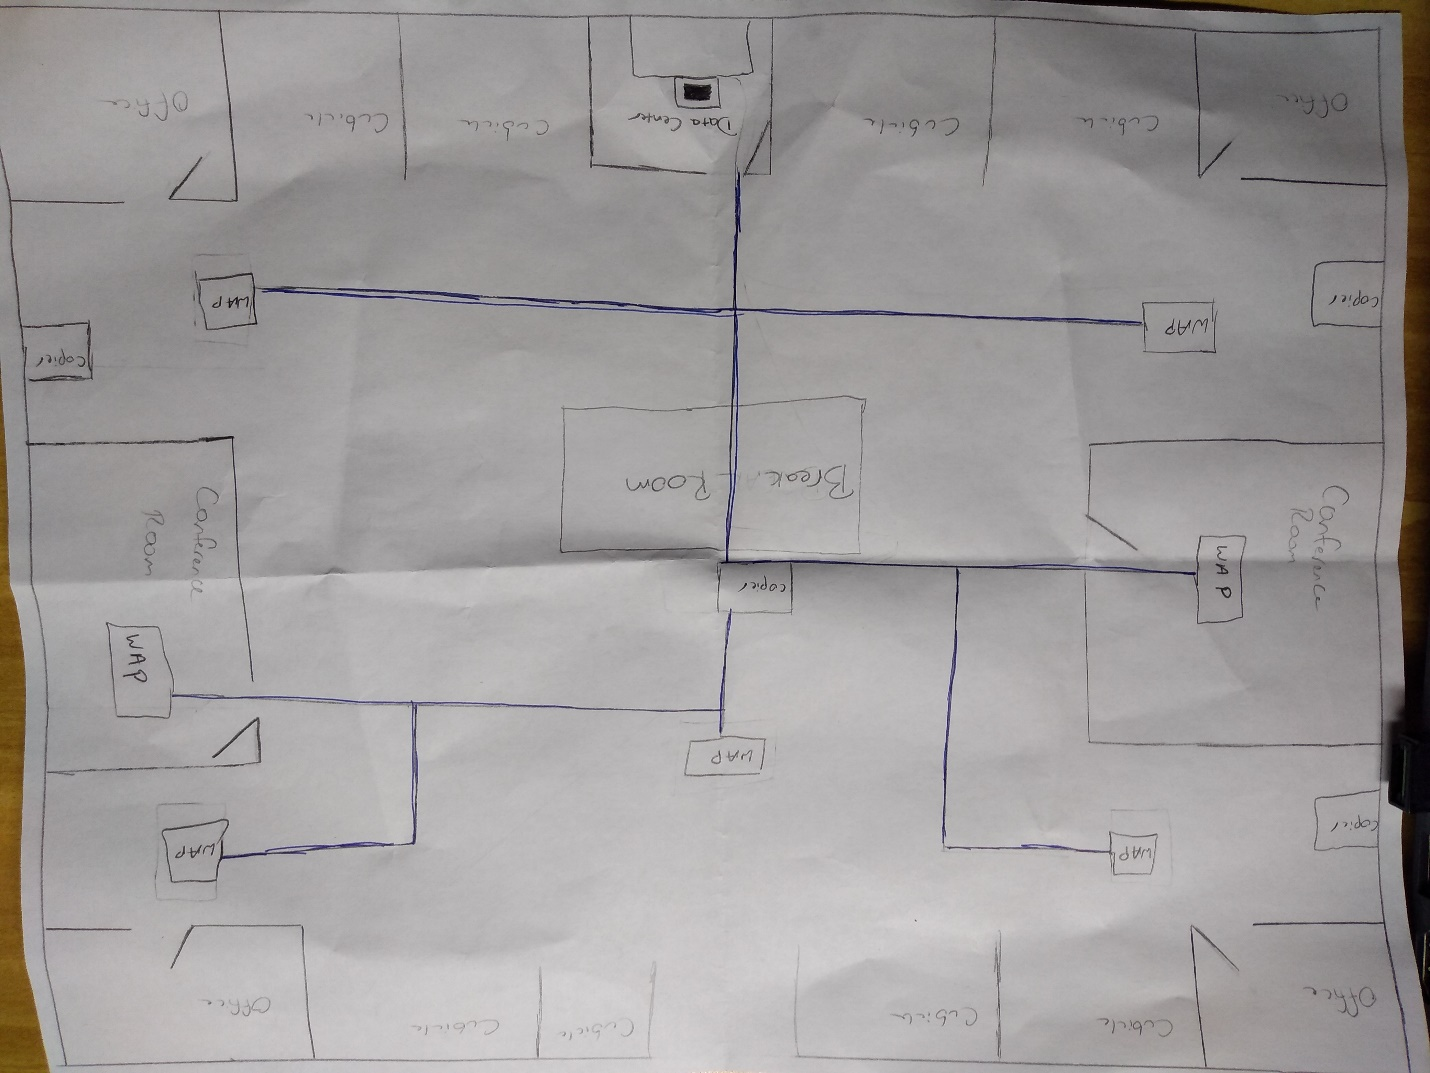 Office
Cubicle
Cubicle
Data Center
Cubicle
Cubicle
Office
WAP
WAP
Copier
Copier
Break Room
Conference
Room
Conference
Room
WAP
Copier
WAP
WAP
Copier
WAP
WAP
Office
Cubicle
Cubicle
Cubicle
Cubicle
Office